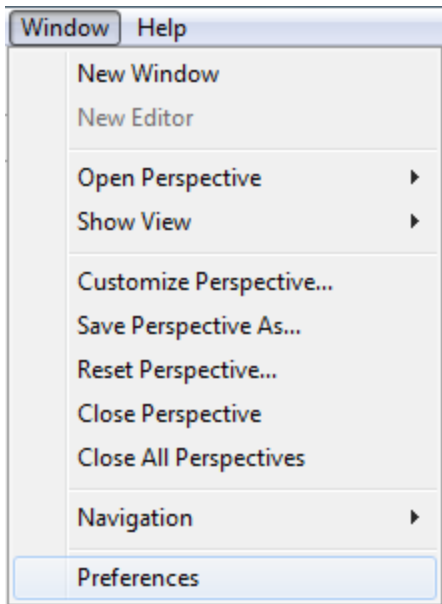 Window Help
New Window
New Editor
Open Perspective
Show View
Customize Perspective...
Save Perspective As...
Reset Perspective...
Close Perspective
Close All Perspectives
Navigation
Preferences